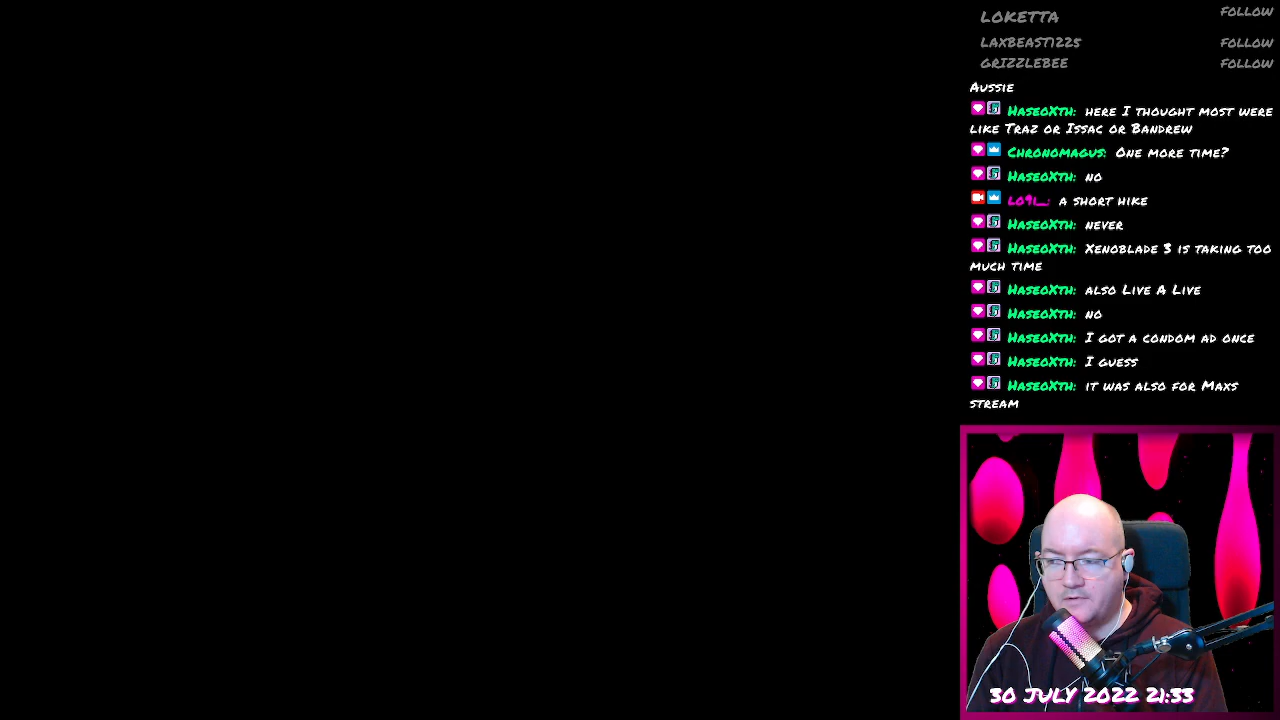 LOKETTA FOLLOW
LAXBEAST1225 FOLLOW
GRIZZLEBEE FOLLOW
AUSSIE
HASEOXTH: HERE I THOUGHT MOST WERE
LIKE TRAZ OR ISSAC OR BANDREW
CHRONOMAGUS: ONE MORE TIME?
HASEOXTH: NO
LO91_: A SHORT HIKE
HASEOXTH: NEVER
HASEOXTH: XENOBLADE 3 IS TAKING TOO
MUCH TIME
HASEOXTH: ALSO LIVE A LIVE
HASEOXTH: NO
HASEOXTH: I GOT A CONDOM AD ONCE
HASEOXTH: I GUESS
HASEOXTH: IT WAS ALSO FOR MAXS
STREAM
30 JULY 2022 21:33